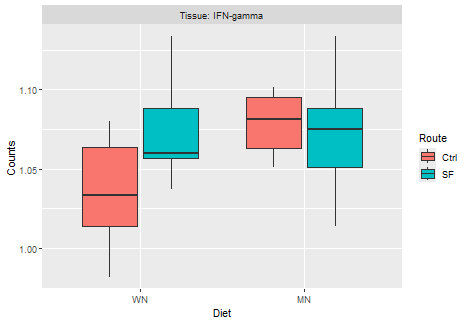 Tissue: IFN-gamma
1.10
1.05
1.00
Counts
WN
MN
Diet
Route
Ctrl
SF